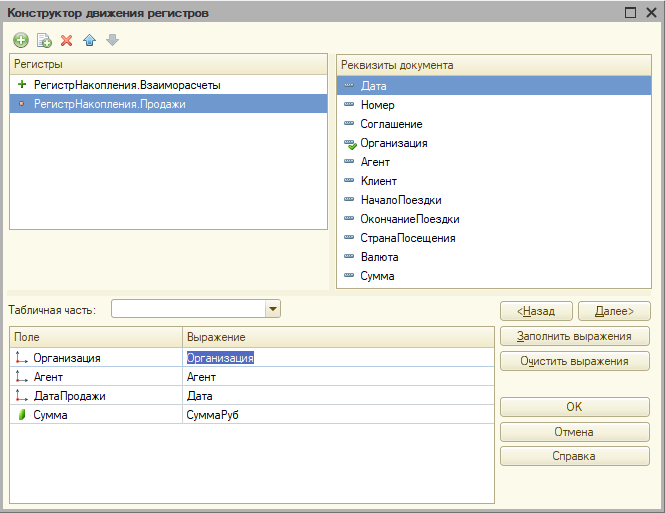 Конструктор движения регистров
Регистры
РегистрНакопления.Взаиморасчеты
РегистрНакопления.Продажи
Реквизиты документа
Дата
Номер
Соглашение
Организация
Агент
Клиент
НачалоПоездки
ОкончаниеПоездки
СтранаПосещения
Валюта
Сумма
Табличная часть:
<Назад Далее>
Поле Выражение
Организация Организация
Агент Агент
ДатаПродажи Дата
Сумма СуммаРуб
Заполнить выражения
Очистить выражения
ОК
Отмена
Справка